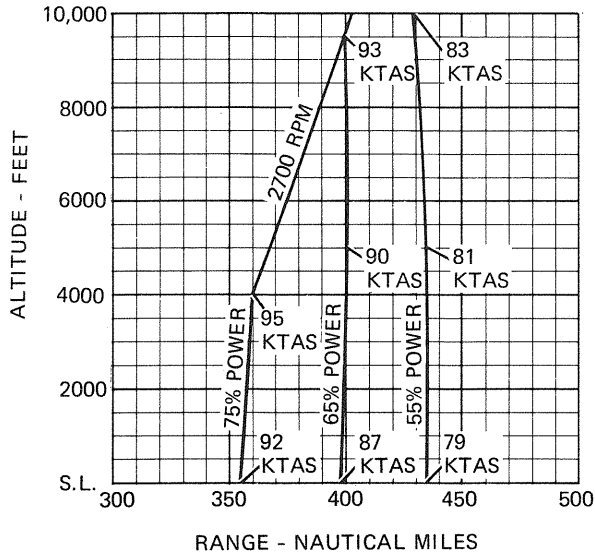 10,000
8000
6000
4000
2000
S.L.
ALTITUDE - FEET
93
KTAS
83
KTAS
2700 RPM
90
KTAS
81
KTAS
95
KTAS
75% POWER
65% POWER
55% POWER
92
KTAS
87
KTAS
79
KTAS
300
350
400
450
500
RANGE - NAUTICAL MILES